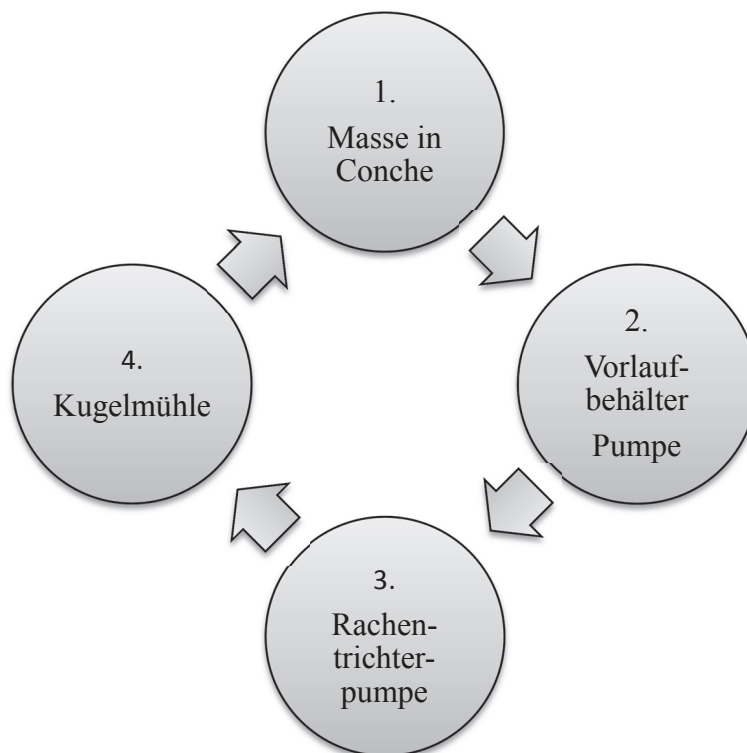 1.
Masse in
Conche
2.
Vorlauf-
behälter
Pumpe
3.
Rachen-
trichter-
pumpe
4.
Kugelmühle